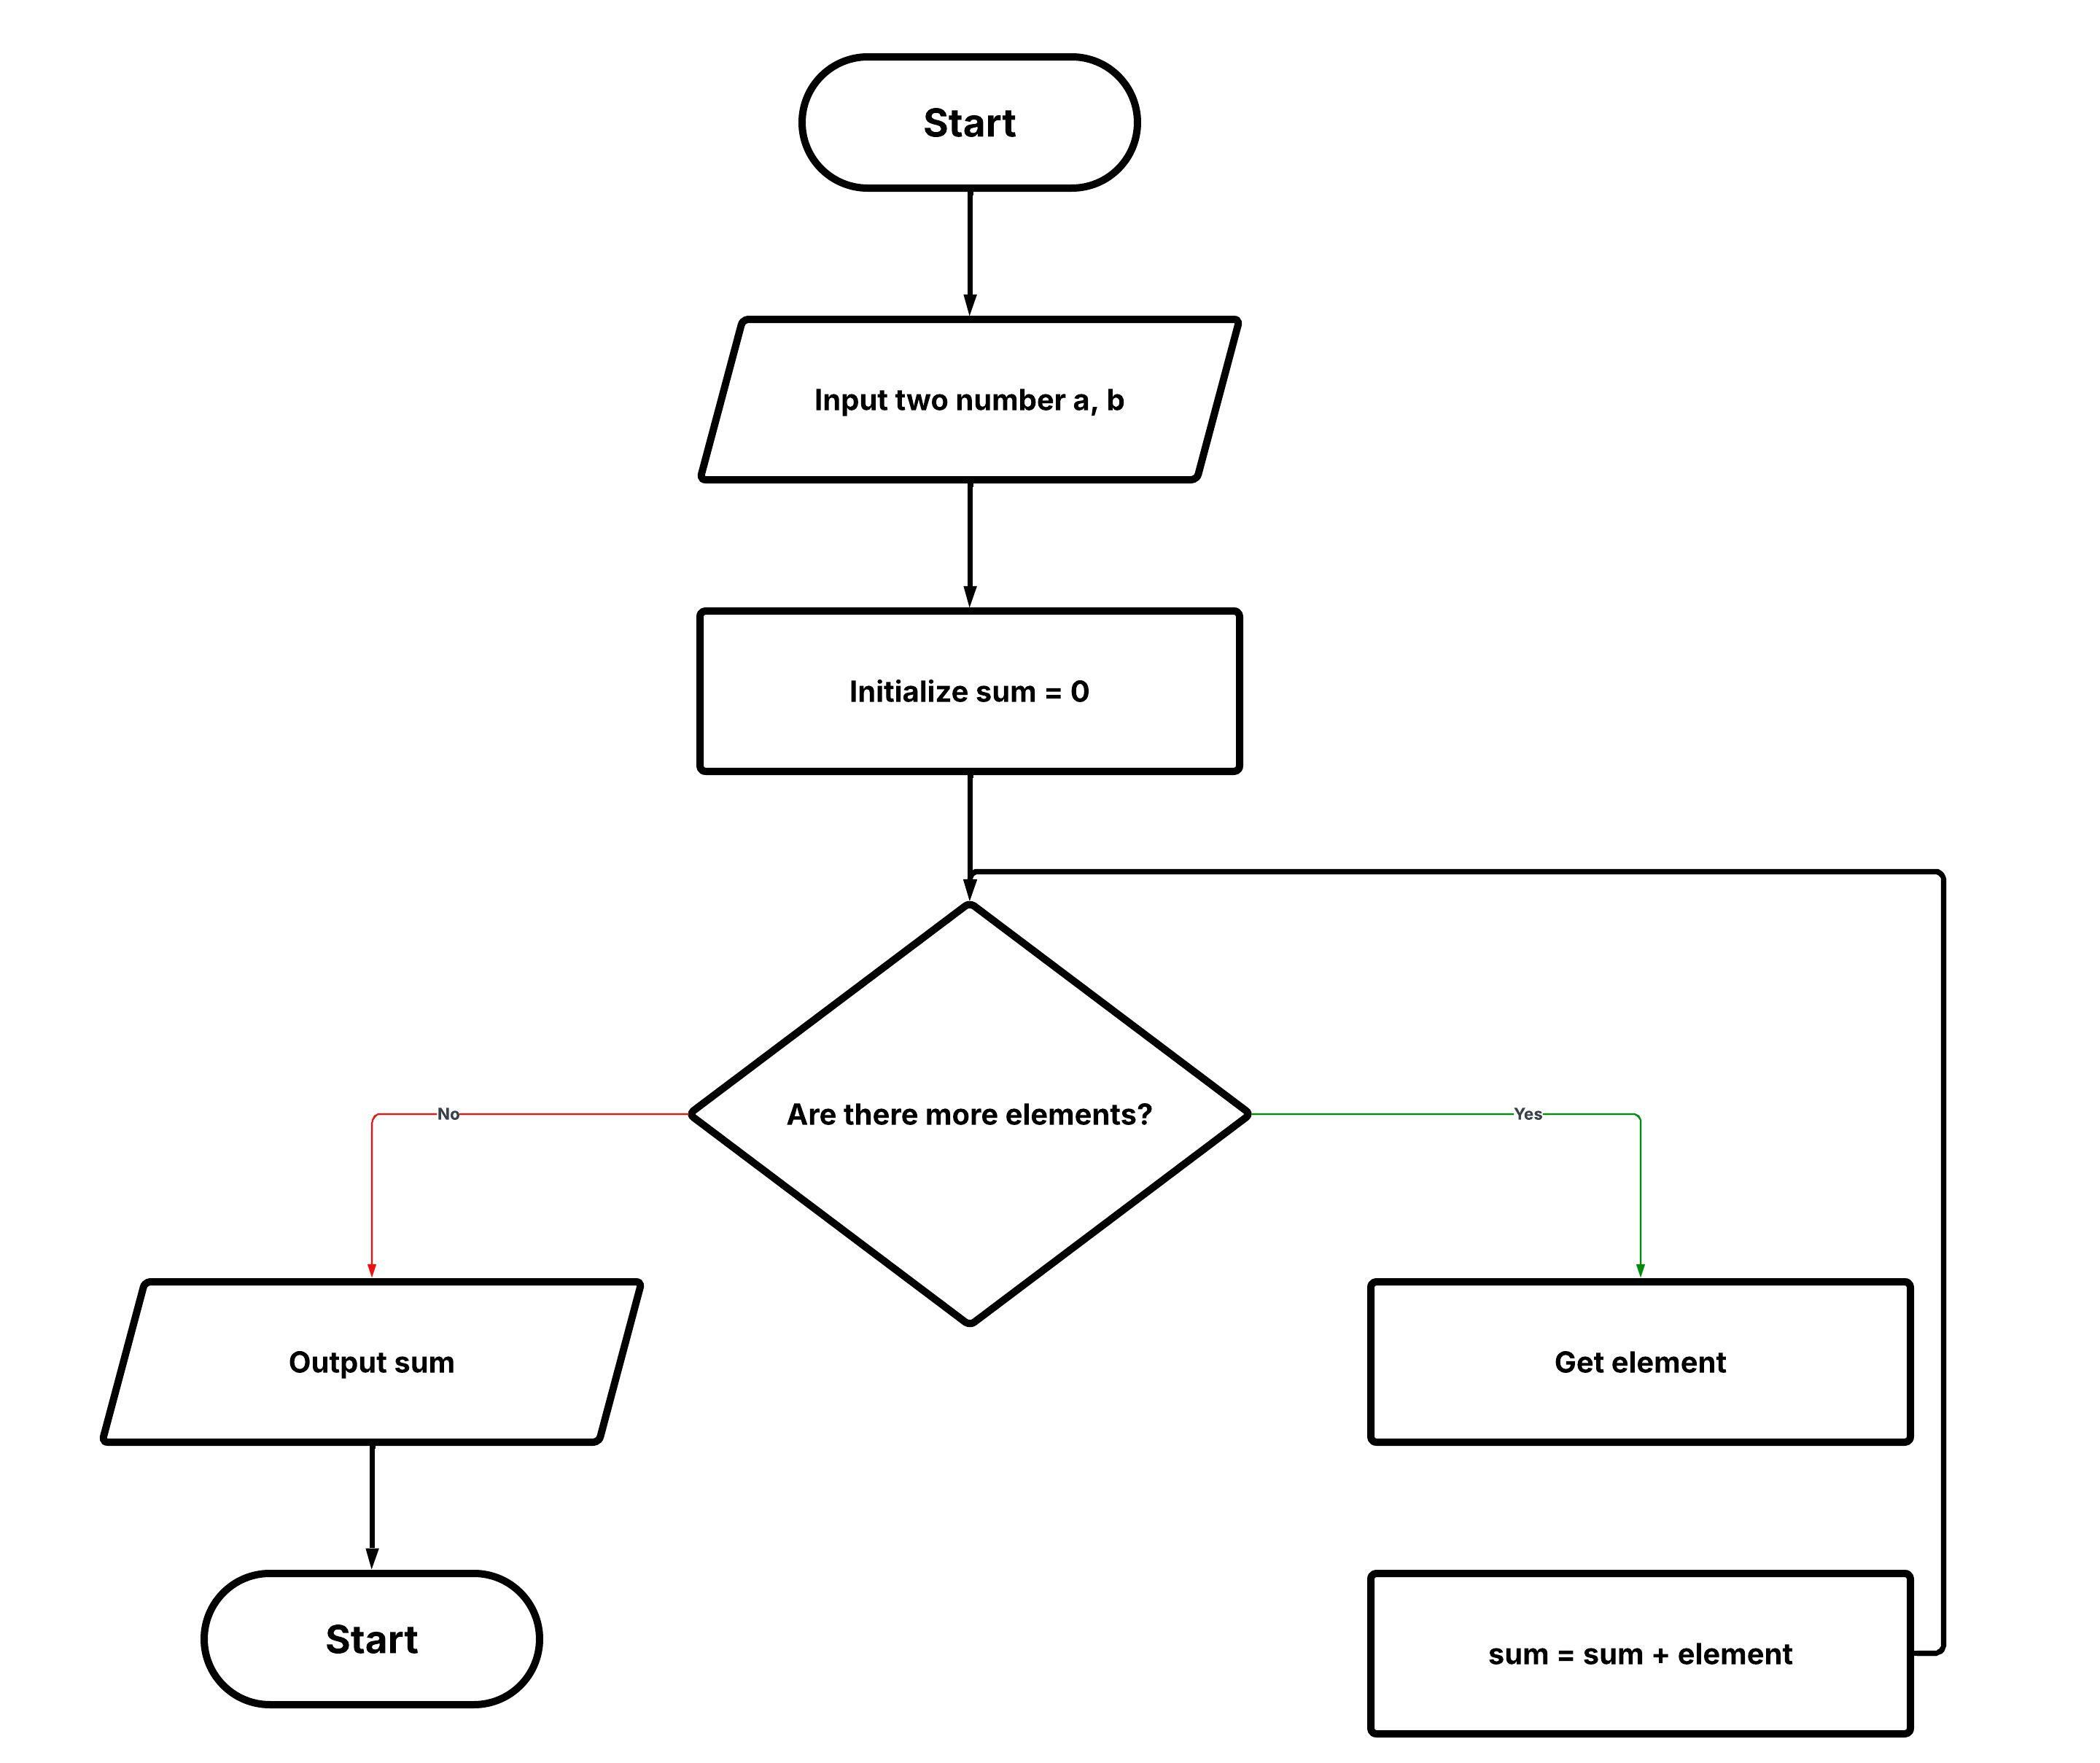 Start
Input two number a, b
Initialize sum = 0
Are there more elements?
No
Yes
Output sum
Get element
Start
sum = sum + element